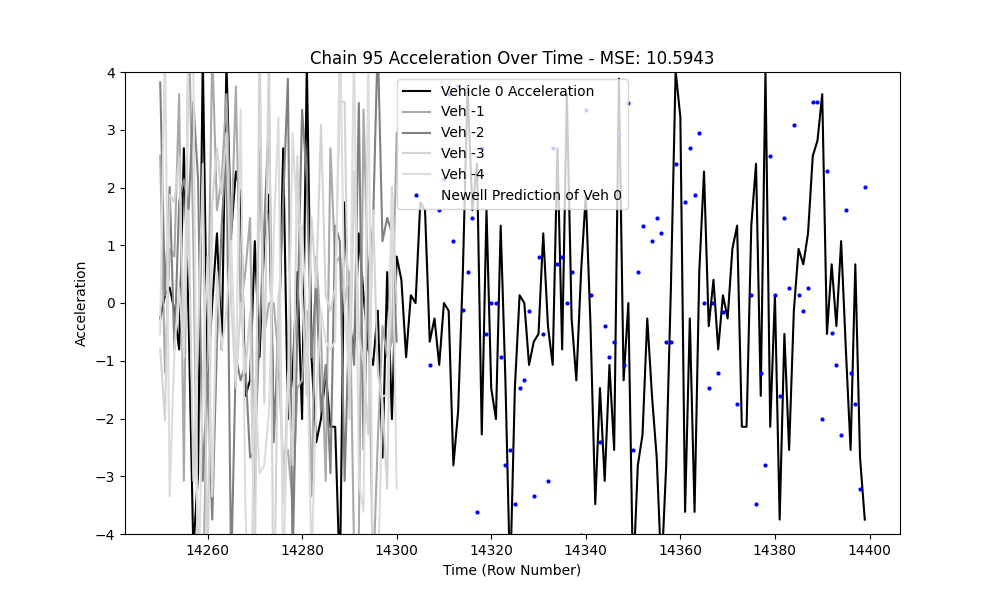 Chain 95 Acceleration Over Time - MSE: 10.5943
Vehicle 0 Acceleration
Veh -1
Veh -2
Veh -3
Veh -4
Newell Prediction of Veh 0
Acceleration
4
3
2
1
0
−1
−2
−3
−4
14260
14280
14300
14320
14340
14360
14380
14400
Time (Row Number)